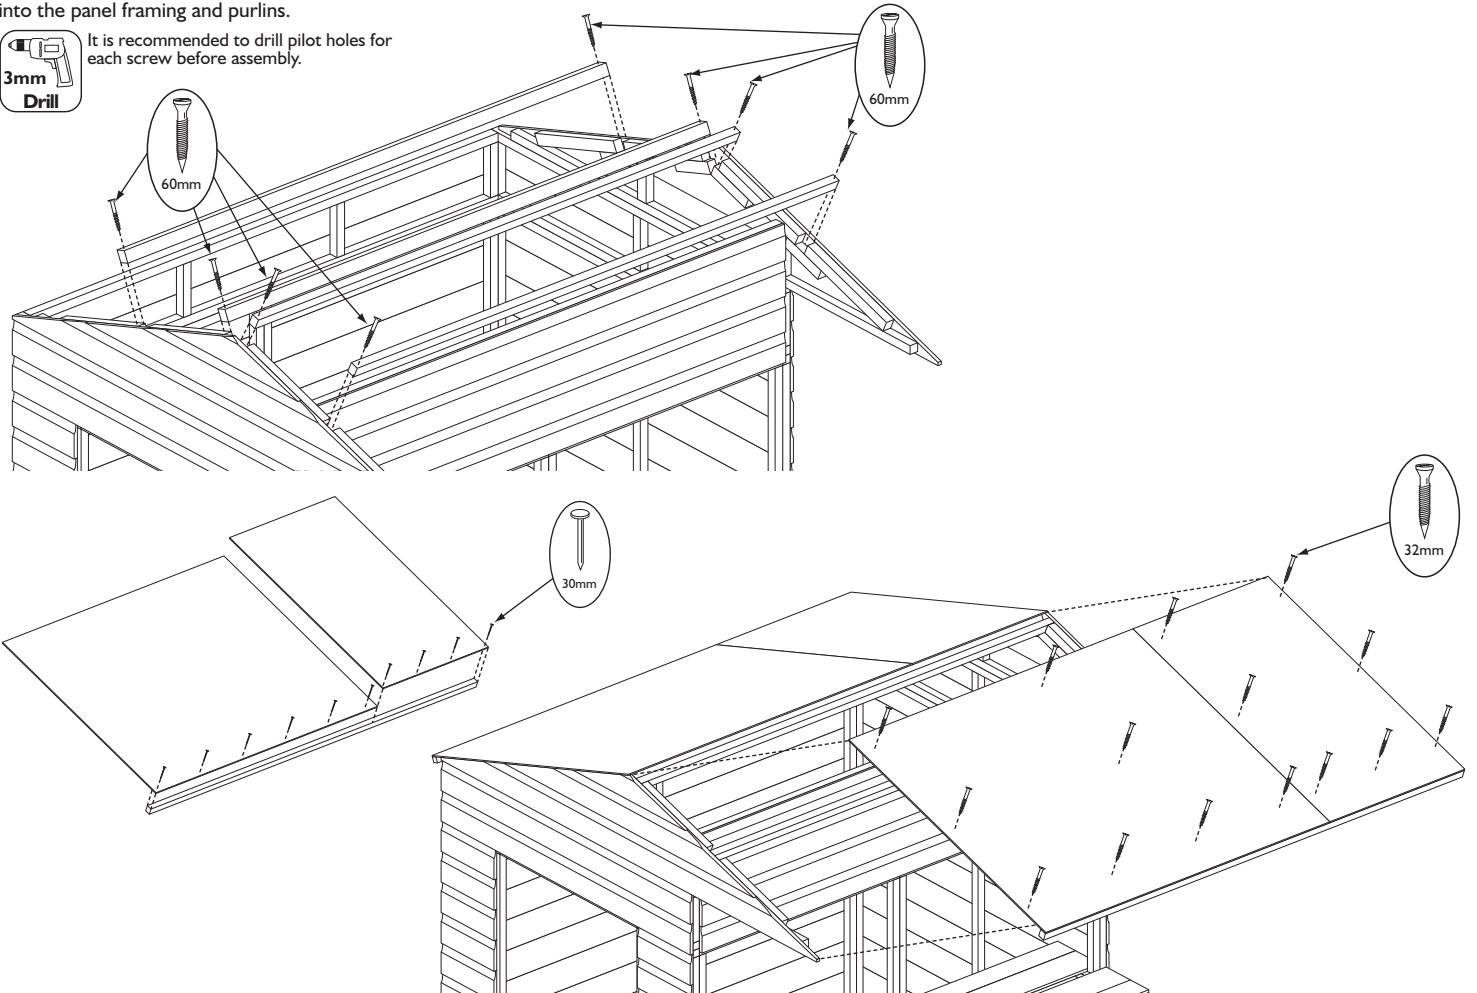 into the panel framing and purlins.
It is recommended to drill pilot holes for
each screw before assembly.
3mm
Drill
60mm
60mm
30mm
32mm